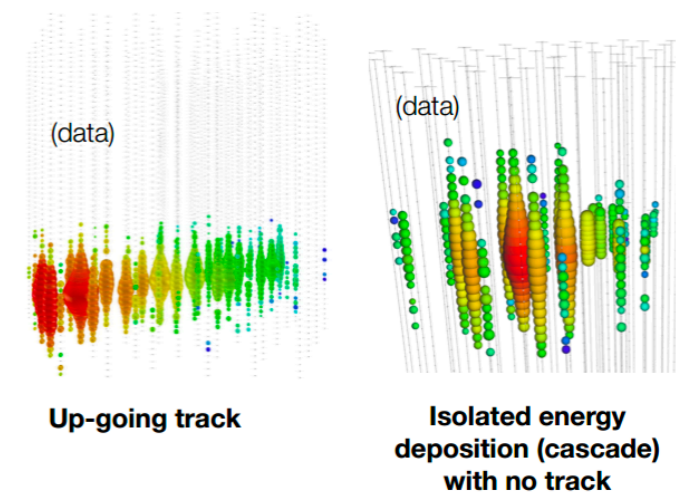 (data)
(data)
Up-going track
Isolated energy
deposition (cascade)
with no track